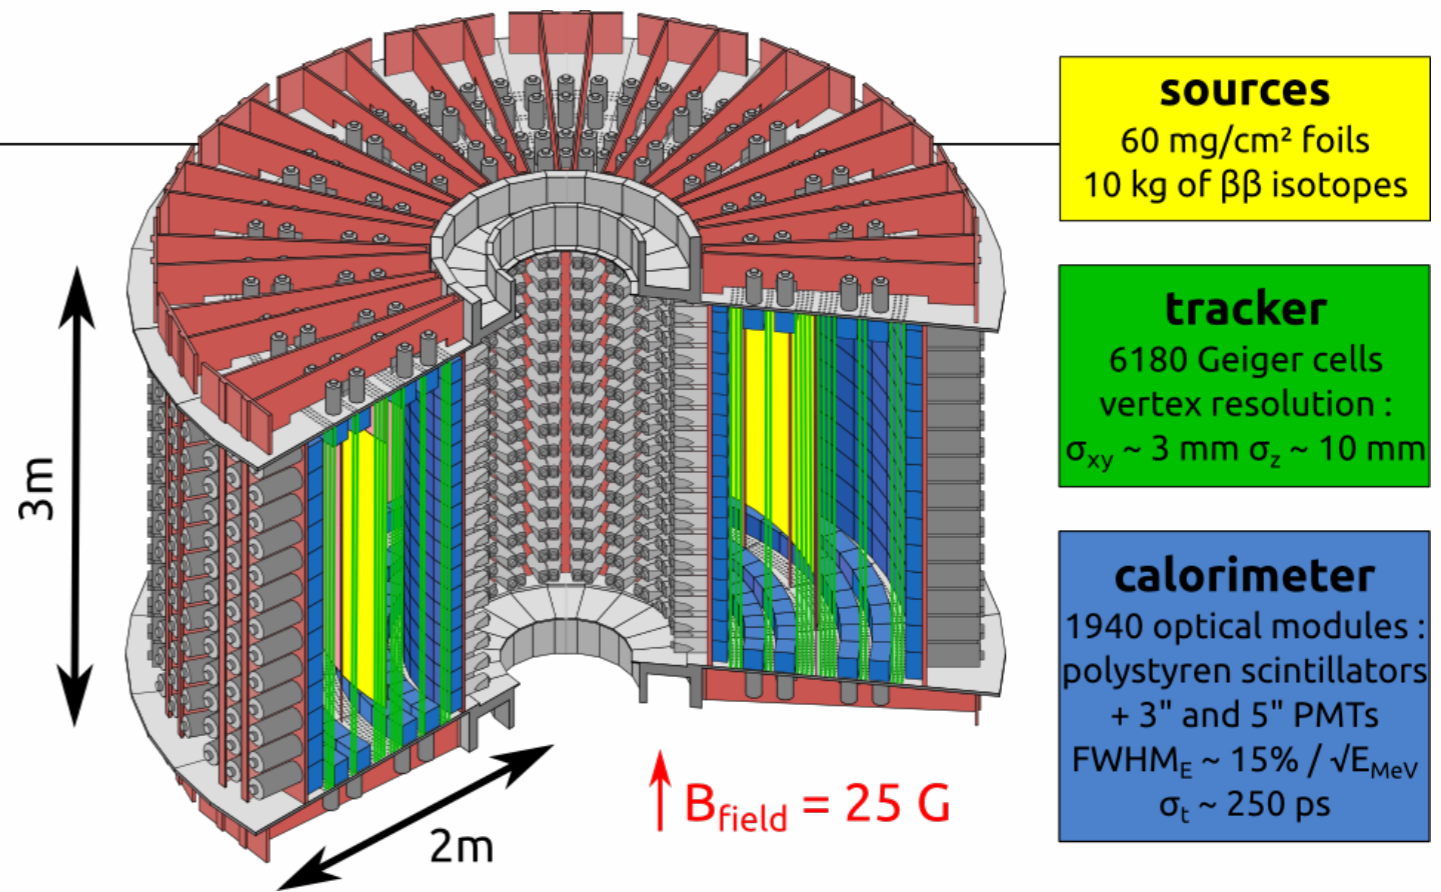 sources
60 mg/cm² foils
10 kg of ββ isotopes
tracker
6180 Geiger cells
vertex resolution :
σxy ~ 3 mm σz ~ 10 mm
calorimeter
1940 optical modules :
polystyren scintillators
+ 3" and 5" PMTs
FWHME ~ 15% / √EMeV
σt ~ 250 ps
3m
2m
Bfield = 25 G